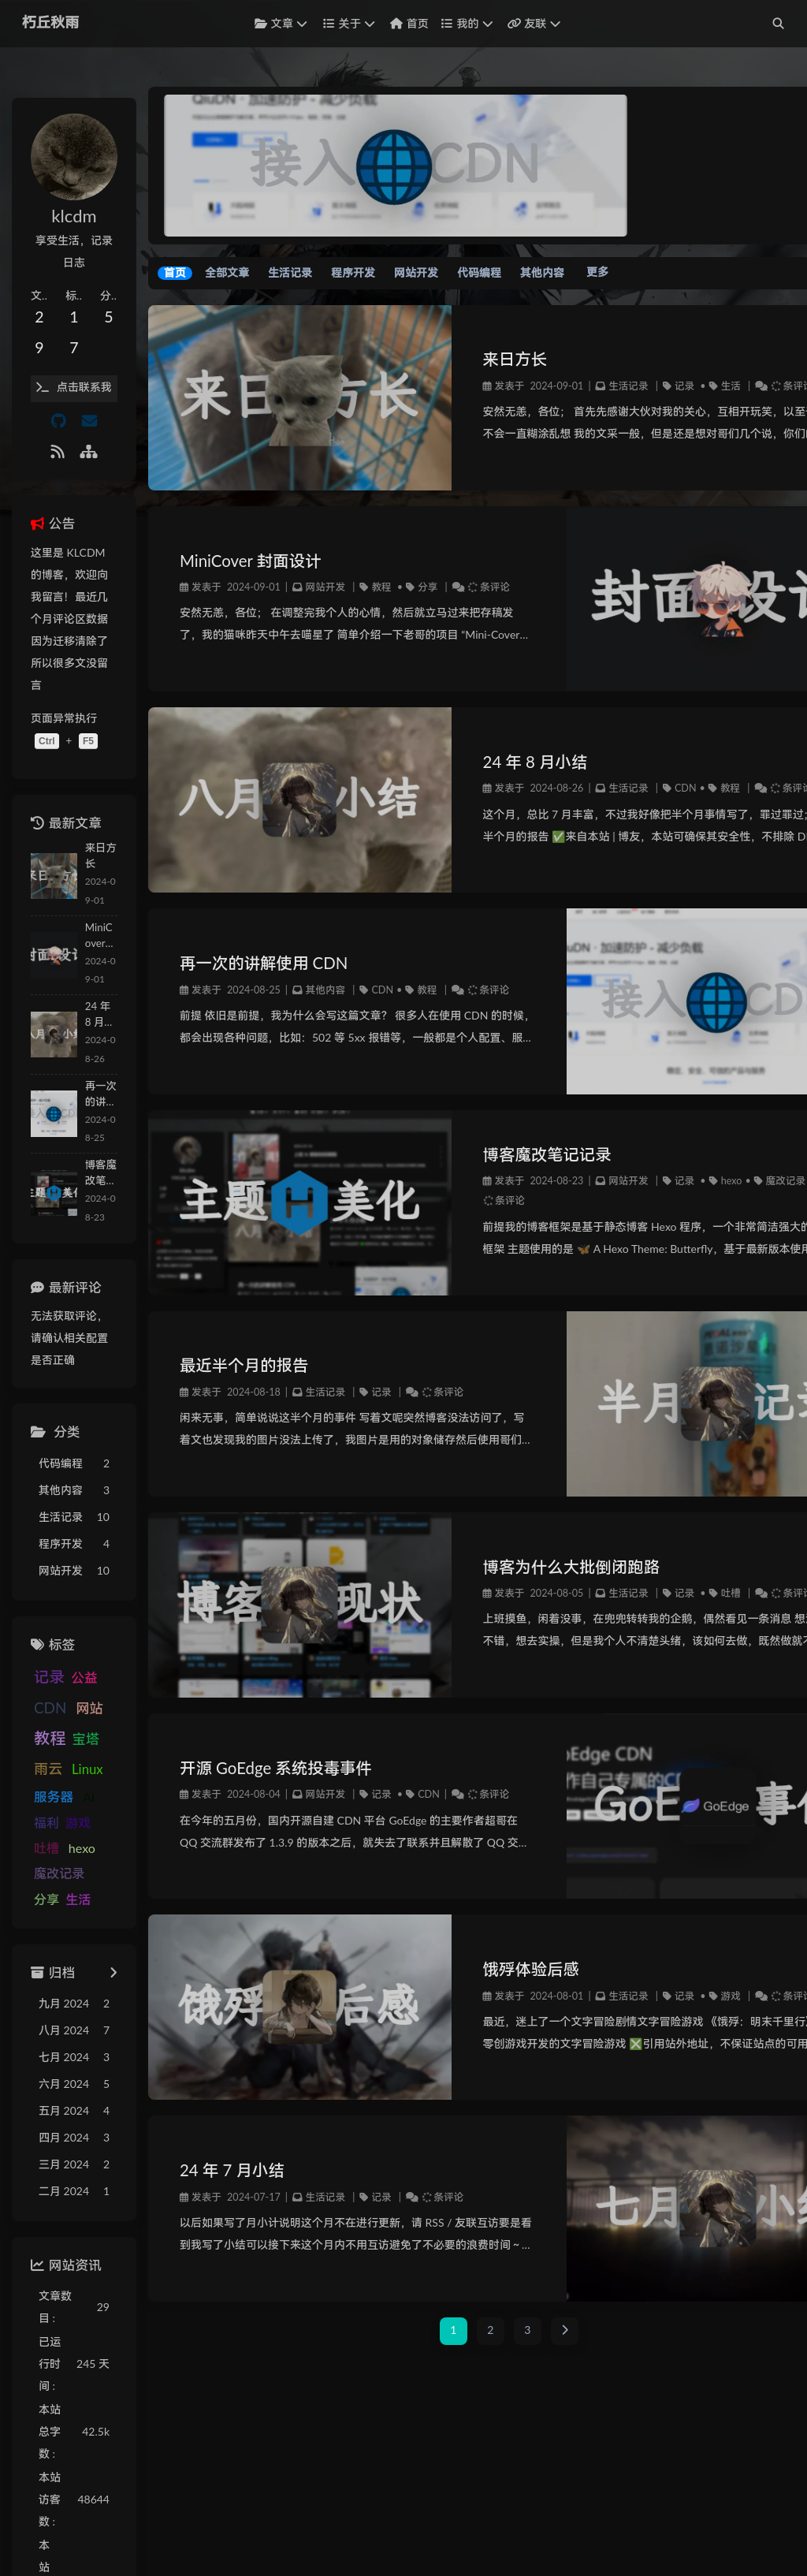 朽丘秋雨
文章 关于 首页 我的 友联
klcdm
享受生活，记录
日志
文.. 标.. 分..
2 1 5
9 7
点击联系我
公告
这里是 KLCDM
的博客，欢迎向
我留言！最近几
个月评论区数据
因为迁移清除了
所以很多文没留
言
页面异常执行
Ctrl + F5
最新文章
来日方
长
2024-0
9-01
MiniC
over...
2024-0
9-01
24 年
8 月...
2024-0
8-26
再一次
的讲...
2024-0
8-25
博客魔
改笔...
2024-0
8-23
最新评论
无法获取评论，
请确认相关配置
是否正确
分类
代码编程 2
其他内容 3
生活记录 10
程序开发 4
网站开发 10
标签
记录 公益
CDN 网站
教程 宝塔
雨云 Linux
服务器 AI
福利 游戏
吐槽 hexo
魔改记录
分享 生活
归档
九月 2024 2
八月 2024 7
七月 2024 3
六月 2024 5
五月 2024 4
四月 2024 3
三月 2024 2
二月 2024 1
网站资讯
文章数
目 : 29
已运
行时
间 : 245 天
本站
总字
数 : 42.5k
本站
访客
数 : 48644
本
站
QiuDN · 加速防护 - 减少负载
接入 CDN
首页 全部文章 生活记录 程序开发 网站开发 代码编程 其他内容 更多
来日方长
来日方长
发表于 2024-09-01 | 生活记录 | 记录 • 生活 | 条评论
安然无恙，各位； 首先先感谢大伙对我的关心，互相开玩笑，以至于
不会一直糊涂乱想 我的文采一般，但是还是想对哥们几个说，你们
MiniCover 封面设计
发表于 2024-09-01 | 网站开发 | 教程 • 分享 | 条评论
安然无恙，各位； 在调整完我个人的心情，然后就立马过来把存稿发
了，我的猫咪昨天中午去喵星了 简单介绍一下老哥的项目 “Mini-Cover...
封面设计
八月小结
24 年 8 月小结
发表于 2024-08-26 | 生活记录 | CDN • 教程 | 条评论
这个月，总比 7 月丰富，不过我好像把半个月事情写了，罪过罪过；
半个月的报告 ✅来自本站 | 博友，本站可确保其安全性，不排除 D
再一次的讲解使用 CDN
发表于 2024-08-25 | 其他内容 | CDN • 教程 | 条评论
前提 依旧是前提，我为什么会写这篇文章？ 很多人在使用 CDN 的时候，
都会出现各种问题，比如：502 等 5xx 报错等，一般都是个人配置、服...
uDN · 加速防护 - 减少负载
接入 CD
主题 美化
博客魔改笔记记录
发表于 2024-08-23 | 网站开发 | 记录 • hexo • 魔改记录
条评论
前提我的博客框架是基于静态博客 Hexo 程序，一个非常简洁强大的
框架 主题使用的是 🦋 A Hexo Theme: Butterfly，基于最新版本使用
最近半个月的报告
发表于 2024-08-18 | 生活记录 | 记录 | 条评论
闲来无事，简单说说这半个月的事件 写着文呢突然博客没法访问了，写
着文也发现我的图片没法上传了，我图片是用的对象储存然后使用哥们...
半月记录
博客现状
博客为什么大批倒闭跑路
发表于 2024-08-05 | 生活记录 | 记录 • 吐槽 | 条评论
上班摸鱼，闲着没事，在兜兜转转我的企鹅，偶然看见一条消息 想
不错，想去实操，但是我个人不清楚头绪，该如何去做，既然做就不
开源 GoEdge 系统投毒事件
发表于 2024-08-04 | 网站开发 | 记录 • CDN | 条评论
在今年的五月份，国内开源自建 CDN 平台 GoEdge 的主要作者超哥在
QQ 交流群发布了 1.3.9 的版本之后，就失去了联系并且解散了 QQ 交...
oEdge CDN
作自己专属的C
GoE GoEdge 事件
饿殍后感
饿殍体验后感
发表于 2024-08-01 | 生活记录 | 记录 • 游戏 | 条评论
最近，迷上了一个文字冒险剧情文字冒险游戏 《饿殍：明末千里行》
零创游戏开发的文字冒险游戏 ❎引用站外地址，不保证站点的可用
24 年 7 月小结
发表于 2024-07-17 | 生活记录 | 记录 | 条评论
以后如果写了月小计说明这个月不在进行更新，请 RSS / 友联互访要是看
到我写了小结可以接下来这个月内不用互访避免了不必要的浪费时间 ~ ...
七月小结
1 2 3